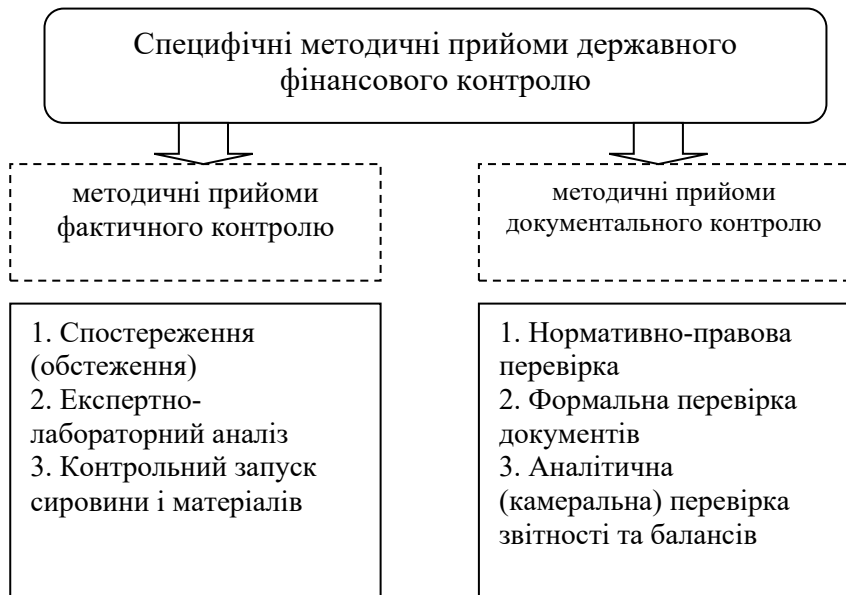 Специфічні методичні прийоми державного
фінансового контролю
методичні прийоми
фактичного контролю
методичні прийоми
документального контролю
1. Спостереження
(обстеження)
2. Експертно-
лабораторний аналіз
3. Контрольний запуск
сировини і матеріалів
1. Нормативно-правова
перевірка
2. Формальна перевірка
документів
3. Аналітична
(камеральна) перевірка
звітності та балансів